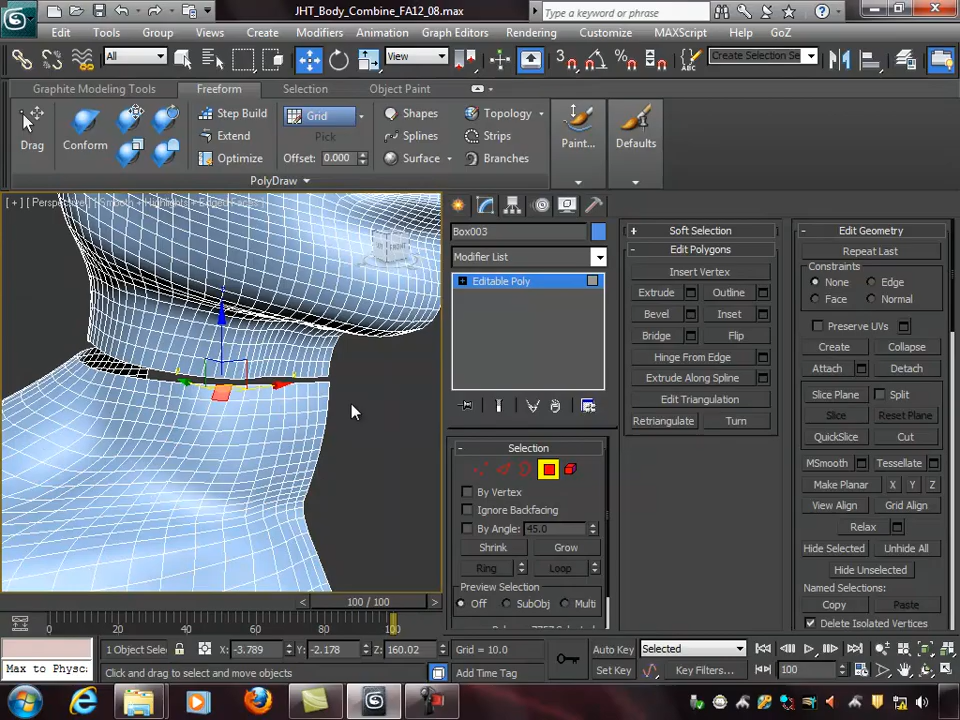 JHT_Body_Combine_FA12_08.max
Type a keyword or phrase
Edit Tools Group Views Create Modifiers Animation Graph Editors Rendering Customize MAXScript Help GoZ
All View 3 Create Selection Se
Graphite Modeling Tools Freeform Selection Object Paint
Drag Conform Step Build Extend Optimize Grid Pick Offset: 0.000 Shapes Splines Surface Topology Strips Branches Paint... Defaults
PolyDraw
[ + ] [ Perspective ] [ Smooth + Highlights + Edged Faces ]
FRONT
Box003
Modifier List
Editable Poly
Selection
By Vertex
Ignore Backfacing
By Angle: 45.0
Shrink Grow
Ring Loop
Preview Selection
Off SubObj Multi
Soft Selection
Edit Polygons
Insert Vertex
Extrude Outline
Bevel Inset
Bridge Flip
Hinge From Edge
Extrude Along Spline
Edit Triangulation
Retriangulate Turn
Edit Geometry
Repeat Last
Constraints
None Edge
Face Normal
Preserve UVs
Create Collapse
Attach Detach
Slice Plane Split
Slice Reset Plane
QuickSlice Cut
MSmooth Tessellate
Make Planar X Y Z
View Align Grid Align
Relax
Hide Selected Unhide All
Hide Unselected
Named Selections:
Copy Paste
Delete Isolated Vertices
< 100 / 100 >
0 20 40 60 80 100
1 Object Selec X: -3.789 Y: -2.178 Z: 160.02 Grid = 10.0 Auto Key Selected
Max to Physc Click and drag to select and move objects Add Time Tag Set Key Key Filters... 100